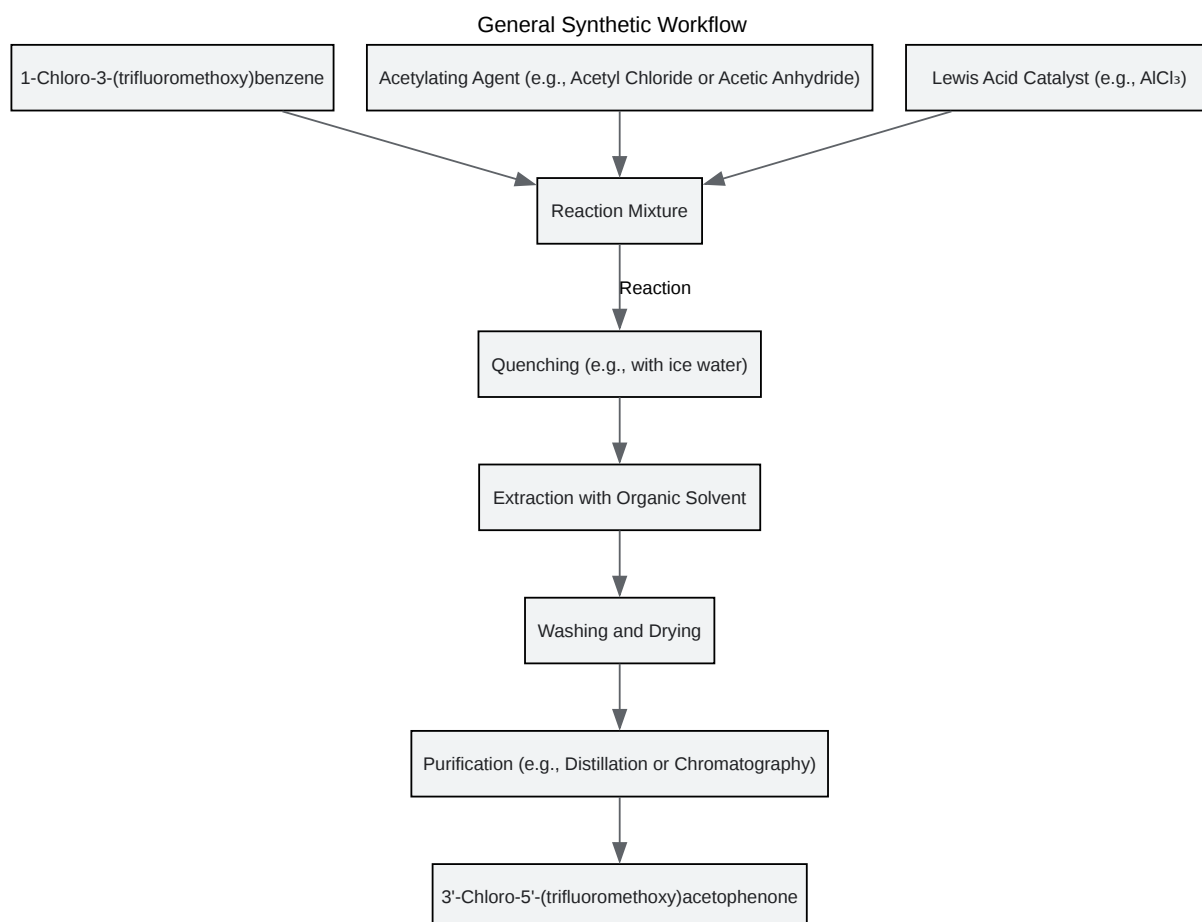 General Synthetic Workflow
1-Chloro-3-(trifluoromethoxy)benzene
Acetylating Agent (e.g., Acetyl Chloride or Acetic Anhydride)
Lewis Acid Catalyst (e.g., AlCl₃)
Reaction Mixture
Reaction
Quenching (e.g., with ice water)
Extraction with Organic Solvent
Washing and Drying
Purification (e.g., Distillation or Chromatography)
3'-Chloro-5'-(trifluoromethoxy)acetophenone